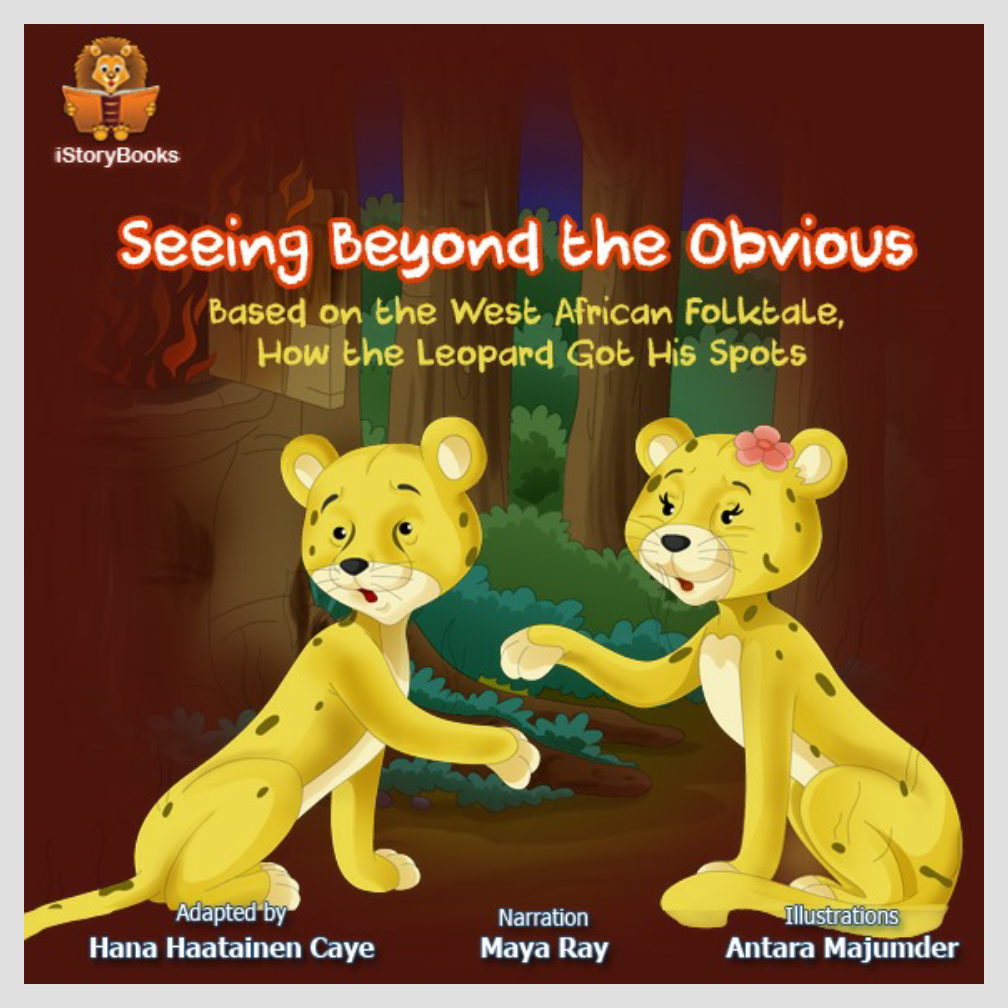 iStoryBooks
Seeing Beyond the Obvious
Based on the West African Folktale,
How the Leopard Got His Spots
Adapted by
Hana Haatainen Caye
Narration
Maya Ray
Illustrations
Antara Majumder